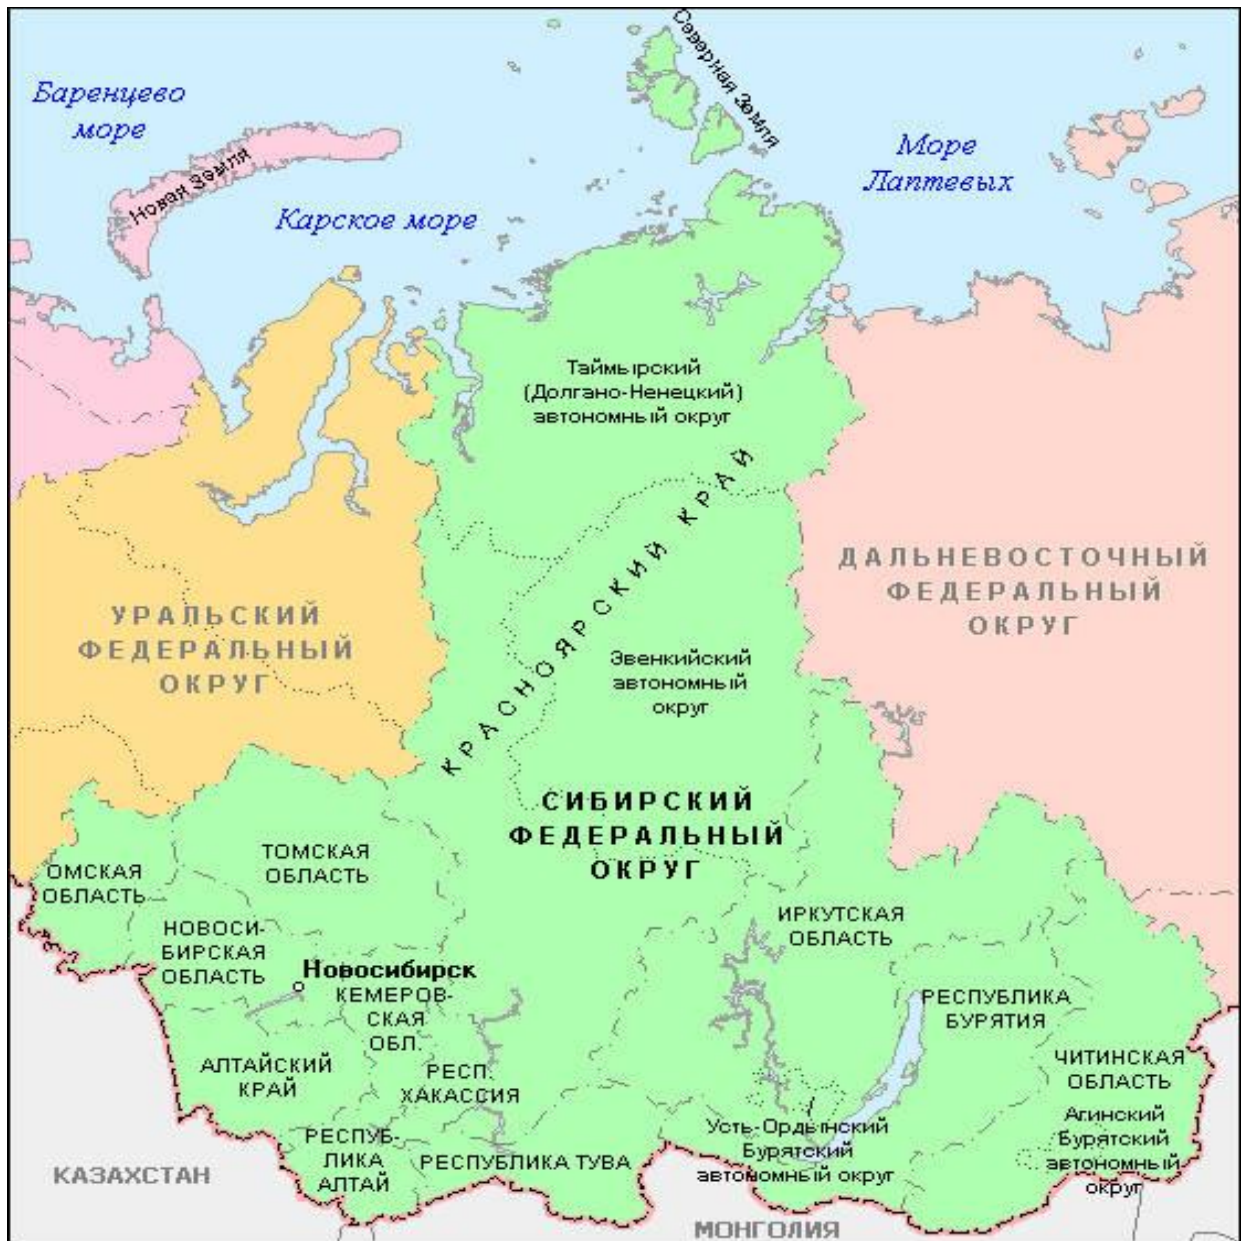 Северная Земля
Баренцево
море
Новая Земля
Карское море
Море
Лаптевых
Таймырский
(Долгано-Ненецкий)
автономный округ
КРАСНОЯРСКИЙ КРАЙ
УРАЛЬСКИЙ
ФЕДЕРАЛЬНЫЙ
ОКРУГ
ДАЛЬНЕВОСТОЧНЫЙ
ФЕДЕРАЛЬНЫЙ
ОКРУГ
Эвенкийский
автономный
округ
СИБИРСКИЙ
ФЕДЕРАЛЬНЫЙ
ОКРУГ
ОМСКАЯ
ОБЛАСТЬ
ТОМСКАЯ
ОБЛАСТЬ
НОВОСИ-
БИРСКАЯ
ОБЛАСТЬ
Новосибирск
КЕМЕРОВ-
СКАЯ
ОБЛ.
ИРКУТСКАЯ
ОБЛАСТЬ
РЕСПУБЛИКА
БУРЯТИЯ
АЛТАЙСКИЙ
КРАЙ
РЕСП.
ХАКАССИЯ
ЧИТИНСКАЯ
ОБЛАСТЬ
РЕСПУБ-
ЛИКА
АЛТАЙ
РЕСПУБЛИКА ТУВА
Усть-Ордынский
Бурятский
автономный округ
Агинский
Бурятский
автономный
округ
КАЗАХСТАН
МОНГОЛИЯ